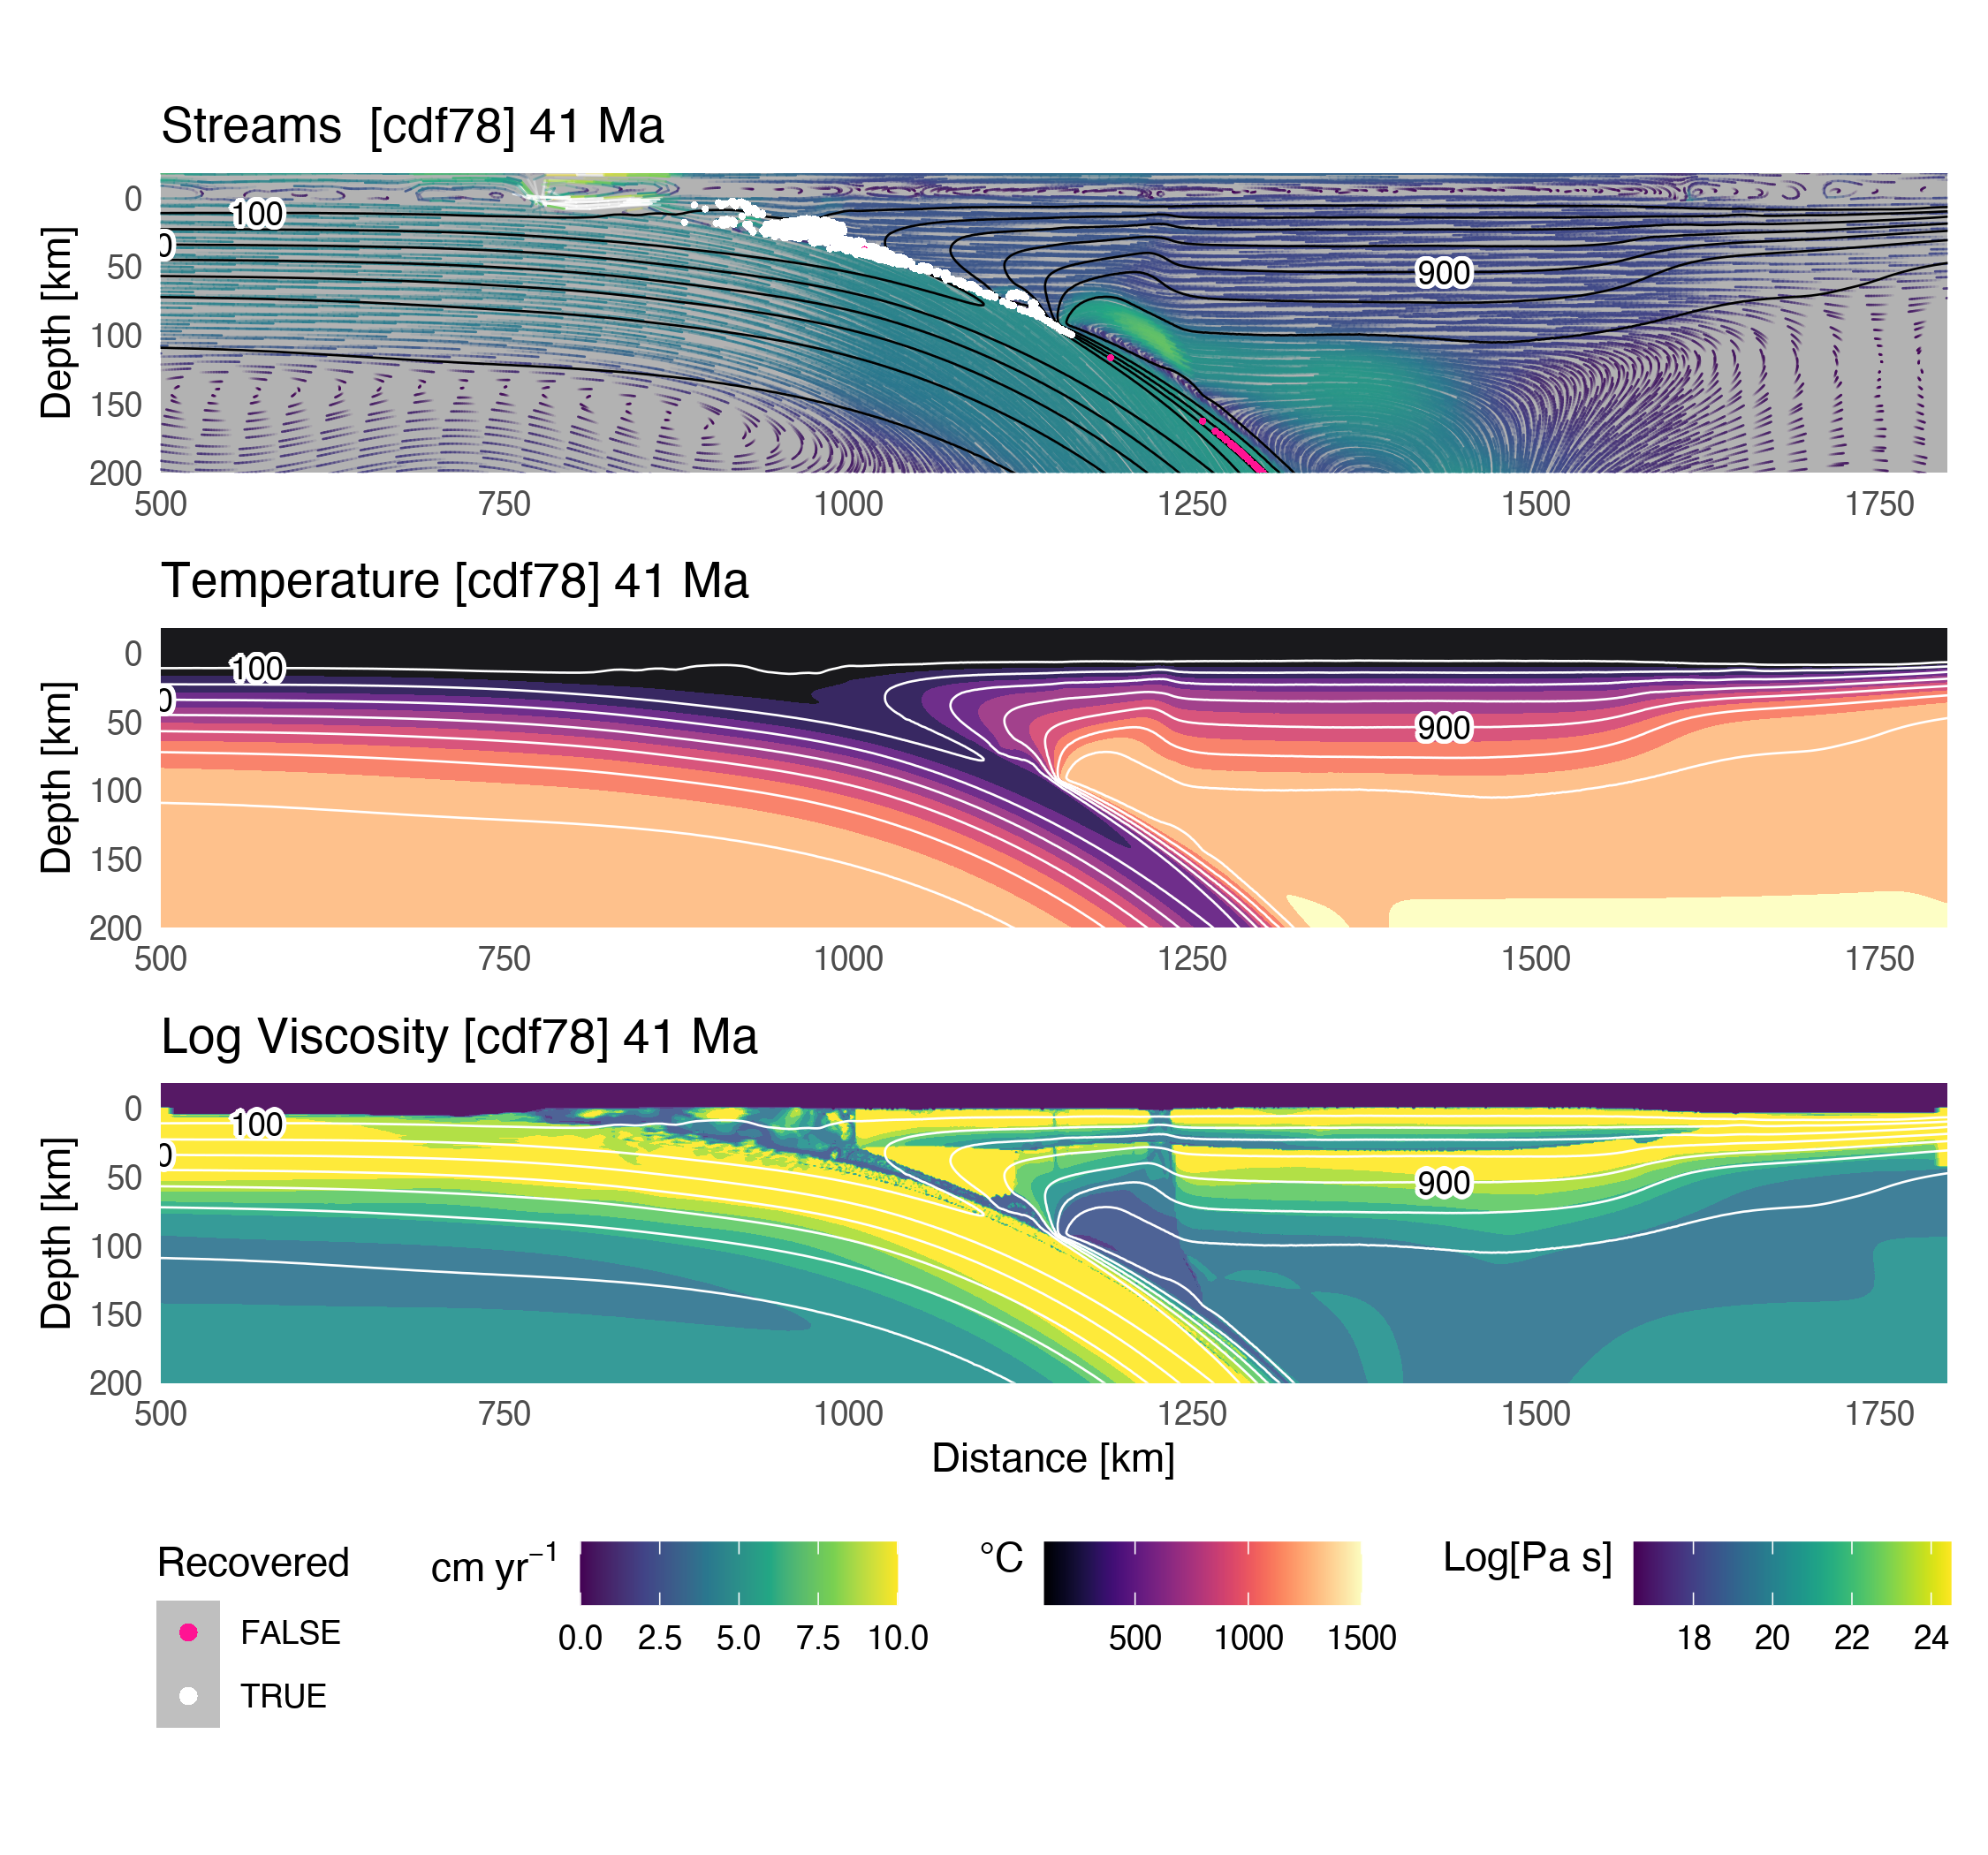 Streams [cdf78] 41 Ma
Depth [km]
0
50
100
150
200
100
0
900
500
750
1000
1250
1500
1750
Temperature [cdf78] 41 Ma
Depth [km]
0
50
100
150
200
100
0
900
500
750
1000
1250
1500
1750
Log Viscosity [cdf78] 41 Ma
Depth [km]
0
50
100
150
200
100
0
900
500
750
1000
1250
1500
1750
Distance [km]
Recovered
FALSE
TRUE
cm yr⁻¹
0.0 2.5 5.0 7.5 10.0
°C
500 1000 1500
Log[Pa s]
18 20 22 24